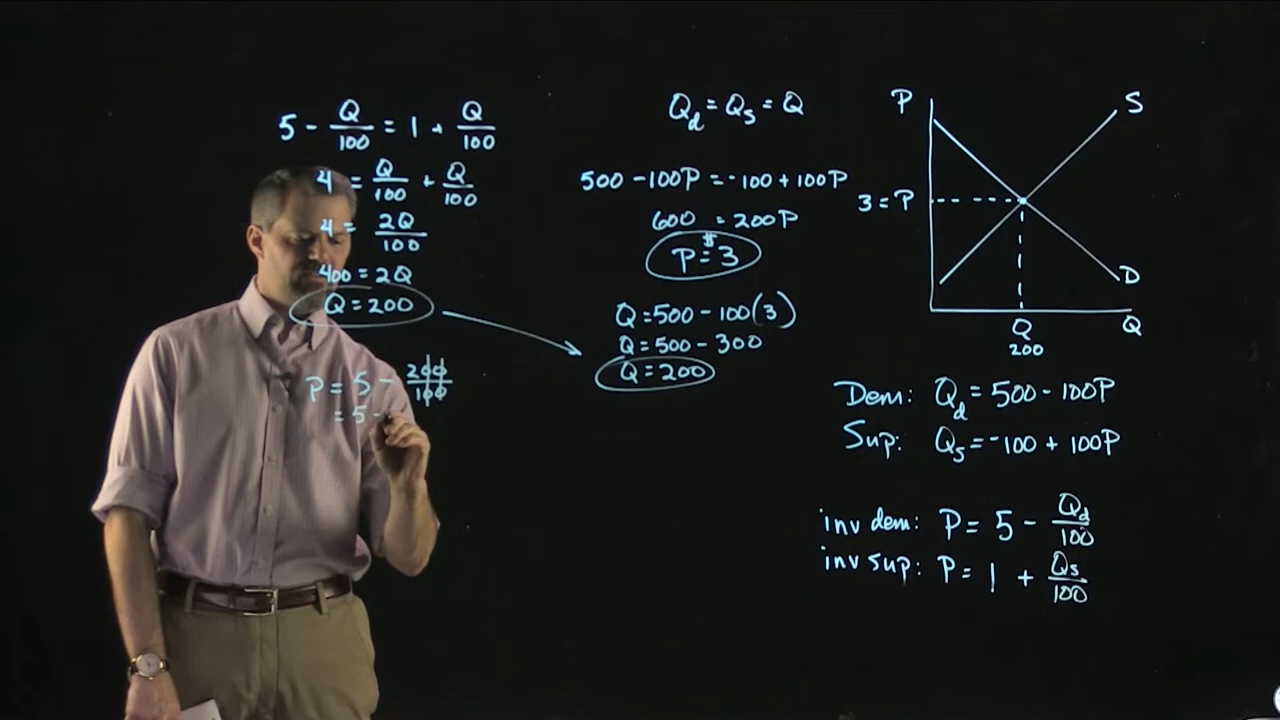 5 - Q/100 = 1 + Q/100
4 = Q/100 + Q/100
4 = 2Q/100
400 = 2Q
Q = 200
P = 5 - 200/100
= 5 -
Qd = Qs = Q
500 - 100P = -100 + 100P
600 = 200P
P = $3
Q = 500 - 100(3)
Q = 500 - 300
Q = 200
P
S
3 = P
D
Q
Q
200
Dem: Qd = 500 - 100P
Sup: Qs = -100 + 100P
inv dem: P = 5 - Qd/100
inv sup: P = 1 + Qs/100